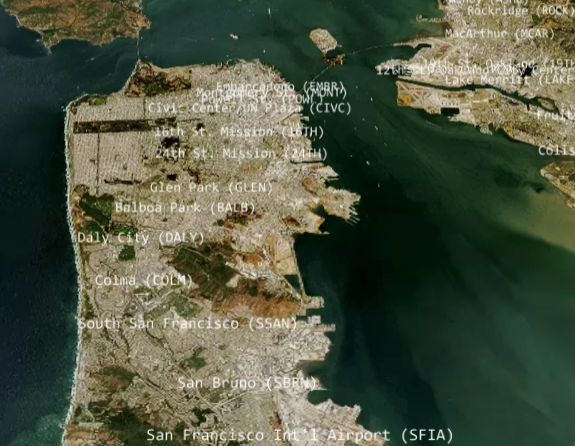 Rockridge (ROCK)
MacArthur (MCAR)
Lake Merritt (LAKE
Embarcadero (EMBR)
Civic Center/UN Plaza (CIVC)
Fruit
16th St. Mission (16TH)
24th St. Mission (24TH)
Colis
Glen Park (GLEN)
Balboa Park (BALB)
Daly City (DALY)
Colma (COLM)
South San Francisco (SSAN)
San Bruno (SBRN)
San Francisco Int'l Airport (SFIA)